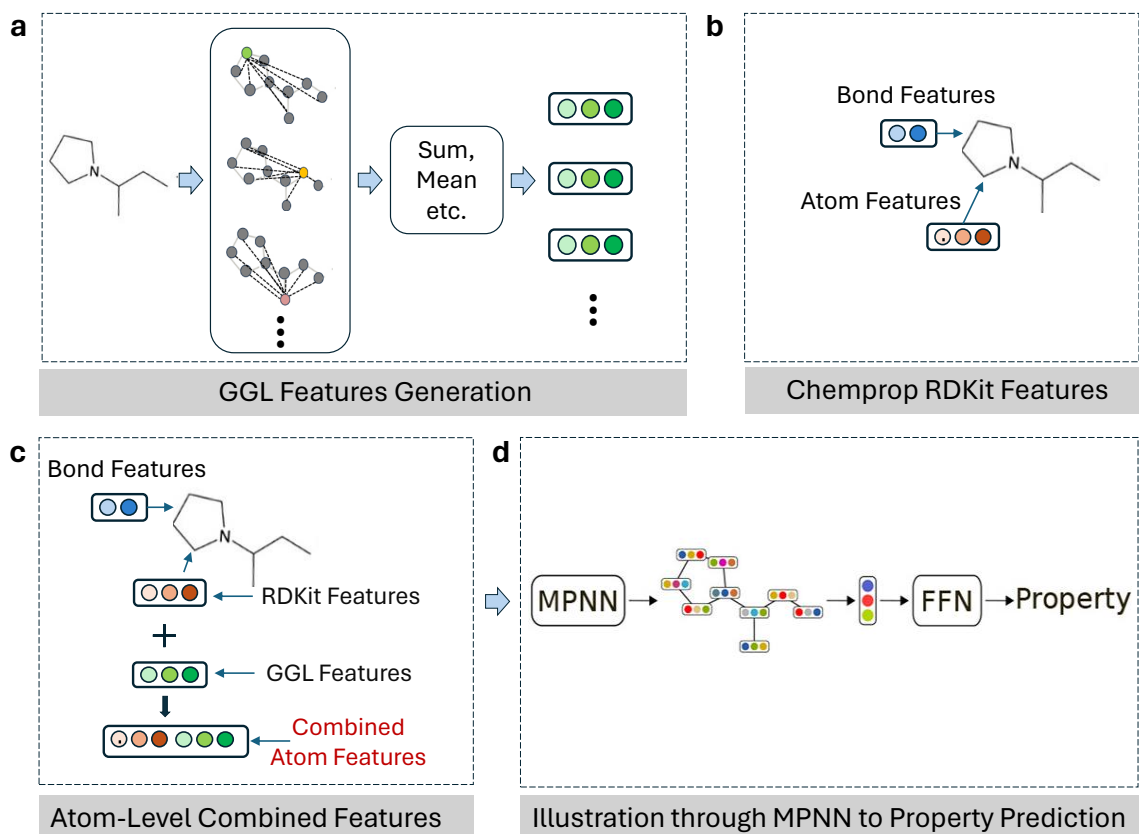 a
N
Sum,
Mean
etc.
GGL Features Generation
b
Bond Features
N
Atom Features
Chemprop RDKit Features
c
Bond Features
N
RDKit Features
+
GGL Features
Combined
Atom Features
Atom-Level Combined Features
d
MPNN
FFN
Property
Illustration through MPNN to Property Prediction